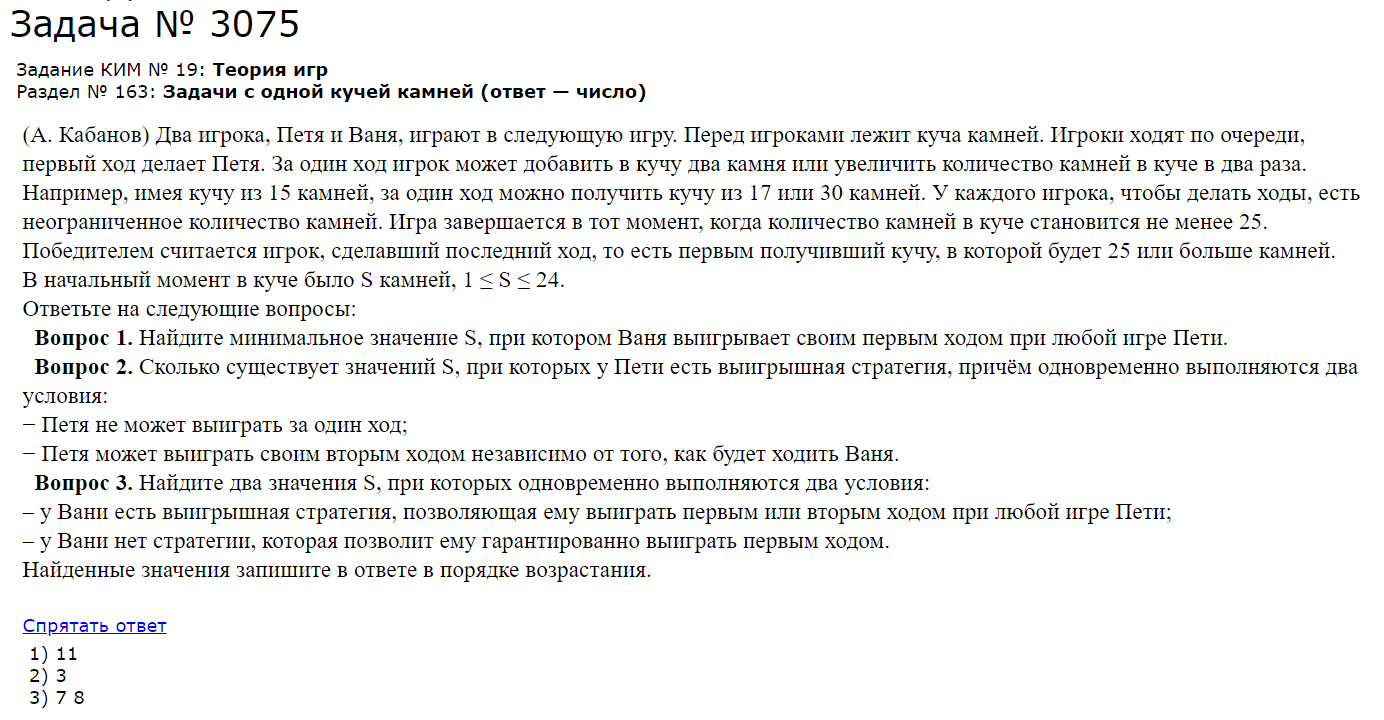 Задача № 3075
Задание КИМ № 19: Теория игр
Раздел № 163: Задачи с одной кучей камней (ответ — число)
(А. Кабанов) Два игрока, Петя и Ваня, играют в следующую игру. Перед игроками лежит куча камней. Игроки ходят по очереди,
первый ход делает Петя. За один ход игрок может добавить в кучу два камня или увеличить количество камней в куче в два раза.
Например, имея кучу из 15 камней, за один ход можно получить кучу из 17 или 30 камней. У каждого игрока, чтобы делать ходы, есть
неограниченное количество камней. Игра завершается в тот момент, когда количество камней в куче становится не менее 25.
Победителем считается игрок, сделавший последний ход, то есть первым получивший кучу, в которой будет 25 или больше камней.
В начальный момент в куче было S камней, 1 ≤ S ≤ 24.
Ответьте на следующие вопросы:
Вопрос 1. Найдите минимальное значение S, при котором Ваня выигрывает своим первым ходом при любой игре Пети.
Вопрос 2. Сколько существует значений S, при которых у Пети есть выигрышная стратегия, причём одновременно выполняются два
условия:
− Петя не может выиграть за один ход;
− Петя может выиграть своим вторым ходом независимо от того, как будет ходить Ваня.
Вопрос 3. Найдите два значения S, при которых одновременно выполняются два условия:
– у Вани есть выигрышная стратегия, позволяющая ему выиграть первым или вторым ходом при любой игре Пети;
– у Вани нет стратегии, которая позволит ему гарантированно выиграть первым ходом.
Найденные значения запишите в ответе в порядке возрастания.
Спрятать ответ
1) 11
2) 3
3) 7 8